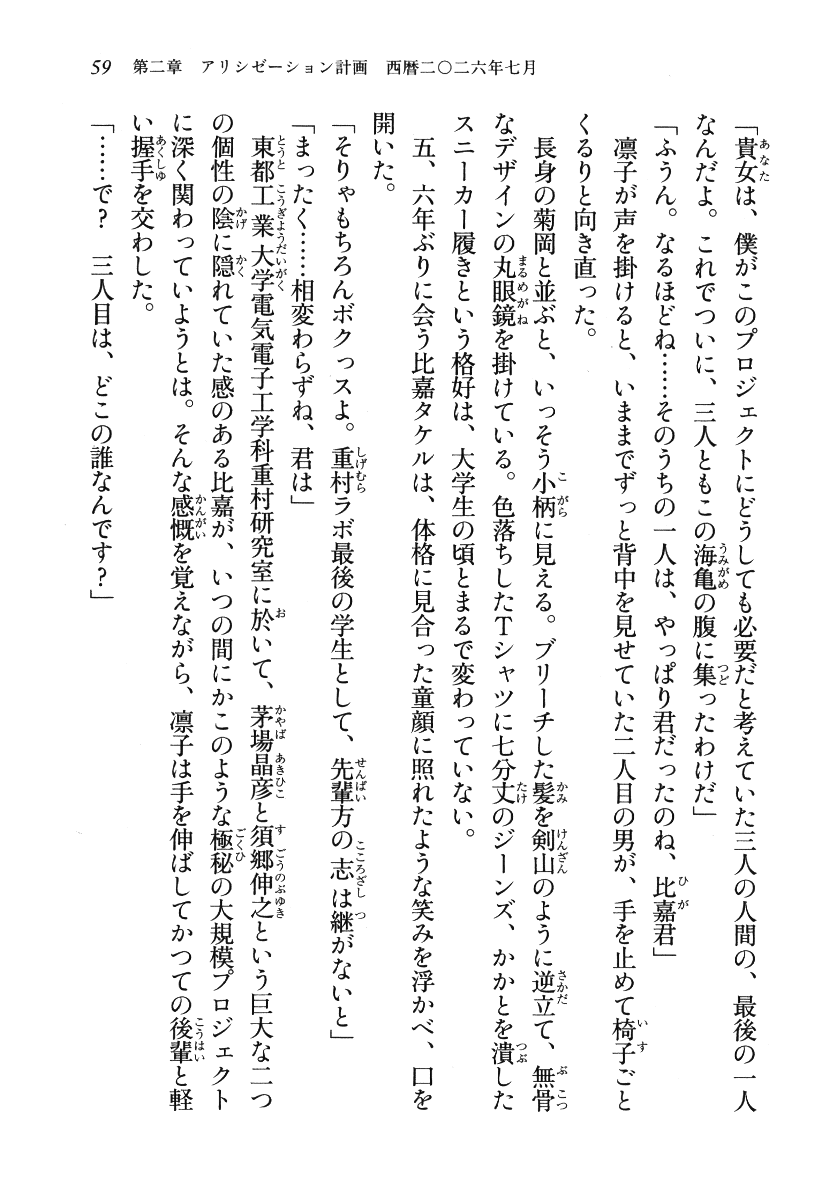 59 第二章 アリシゼーション計画 西暦二〇二六年七月
「貴女は、僕がこのプロジェクトにどうしても必要だと考えていた三人の人間の、最後の一人
なんだよ。これでついに、三人ともこの海亀の腹に集ったわけだ」
「ふうん。なるほどね……そのうちの一人は、やっぱり君だったのね、比嘉君」
凛子が声を掛けると、いままでずっと背中を見せていた二人目の男が、手を止めて椅子ごと
くるりと向き直った。
長身の菊岡と並ぶと、いっそう小柄に見える。ブリーチした髪を剣山のように逆立て、無骨
なデザインの丸眼鏡を掛けている。色落ちしたTシャツに七分丈のジーンズ、かかとを潰した
スニーカー履きという格好は、大学生の頃とまるで変わっていない。
五、六年ぶりに会う比嘉タケルは、体格に見合った童顔に照れたような笑みを浮かべ、口を
開いた。
「そりゃもちろんボクっスよ。重村ラボ最後の学生として、先輩方の志は継がないと」
「まったく……相変わらずね、君は」
東都工業大学電気電子工学科重村研究室に於いて、茅場晶彦と須郷伸之という巨大な二つ
の個性の陰に隠れていた感のある比嘉が、いつの間にかこのような極秘の大規模プロジェクト
に深く関わっていようとは。そんな感慨を覚えながら、凛子は手を伸ばしてかつての後輩と軽
い握手を交わした。
「……で？　三人目は、どこの誰なんです？」